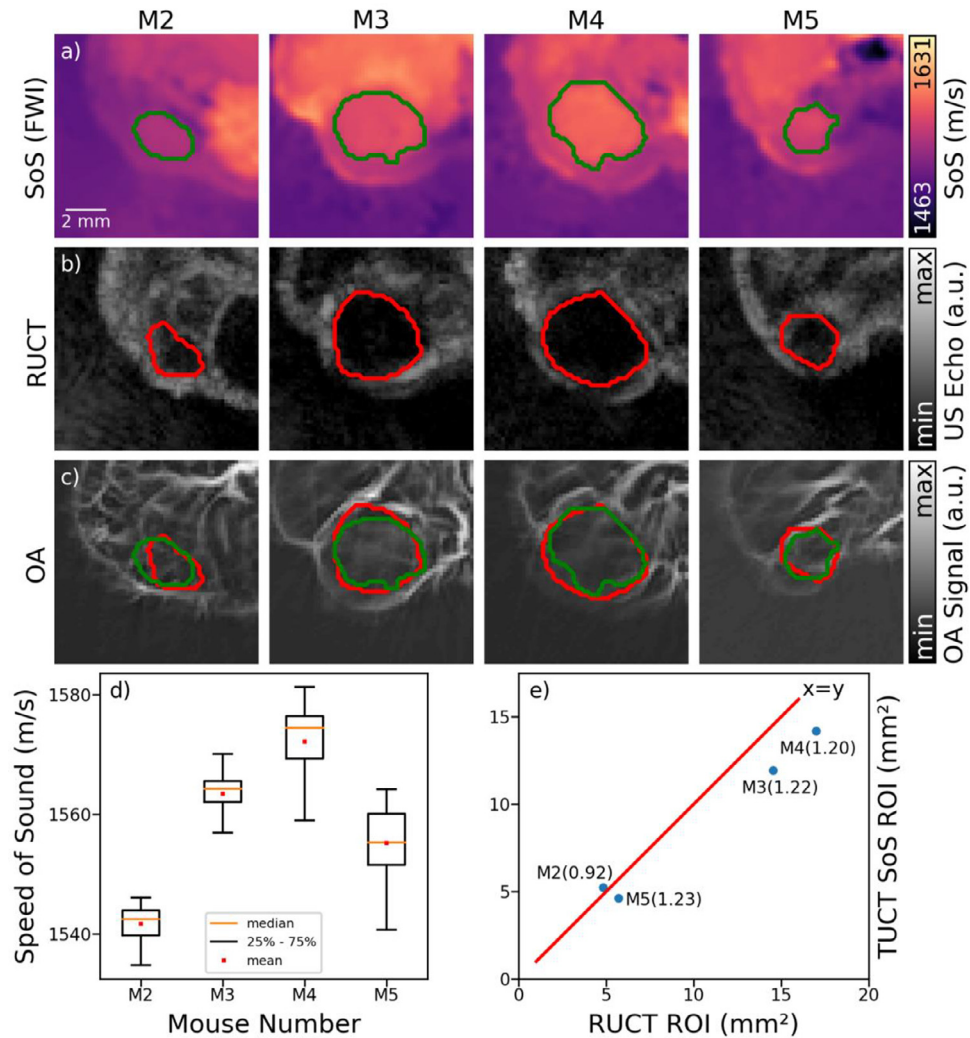 M2 M3 M4 M5
a)
SoS (FWI)
2 mm
1631
1463
SoS (m/s)
b)
RUCT
max
min
US Echo (a.u.)
c)
OA
max
min
OA Signal (a.u.)
d)
Speed of Sound (m/s)
1580
1560
1540
median
25% - 75%
mean
M2 M3 M4 M5
Mouse Number
e)
x=y
M4(1.20)
M3(1.22)
M2(0.92)
M5(1.23)
15
10
5
0
0 5 10 15 20
RUCT ROI (mm²)
TUCT SoS ROI (mm²)